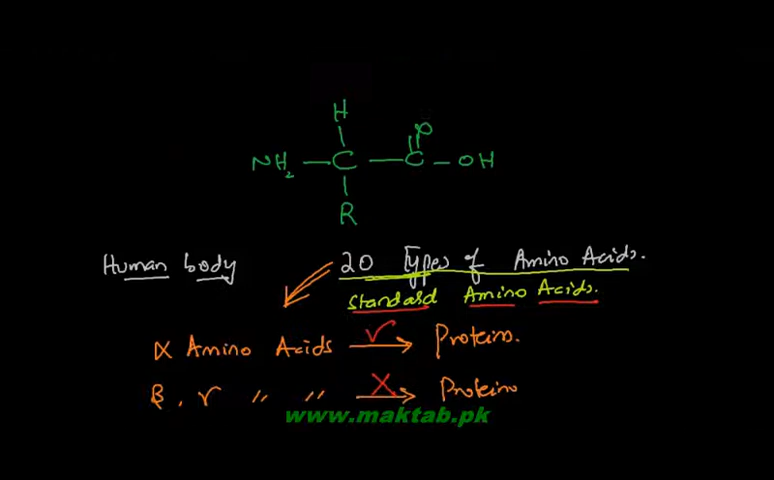 H
O
NH₂ — C — C — OH
R
Human body 20 Types of Amino Acids.
Standard Amino Acids.
α Amino Acids → Proteins.
β, γ " " → Proteins
www.maktab.pk